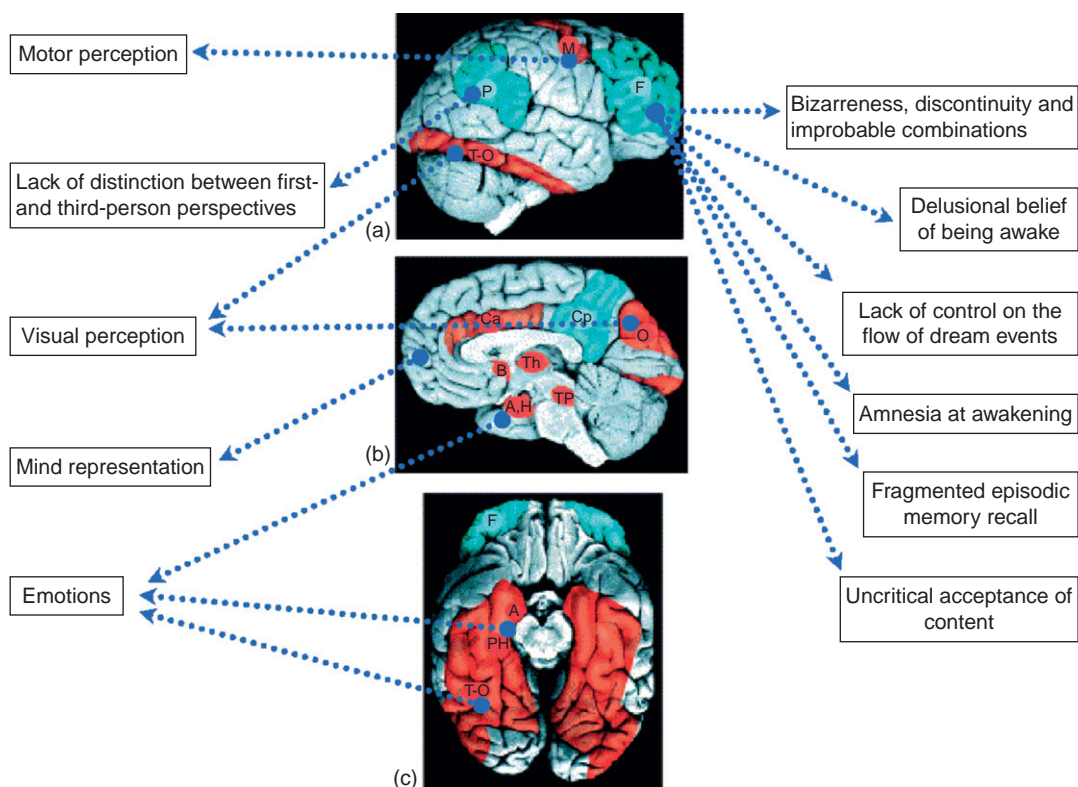 Motor perception
Lack of distinction between first-
and third-person perspectives
Visual perception
Mind representation
Emotions
M
P
F
T-O
(a)
Ca
Cp
O
B
Th
A,H
TP
(b)
F
A
PH
T-O
(c)
Bizarreness, discontinuity and
improbable combinations
Delusional belief
of being awake
Lack of control on the
flow of dream events
Amnesia at awakening
Fragmented episodic
memory recall
Uncritical acceptance of
content